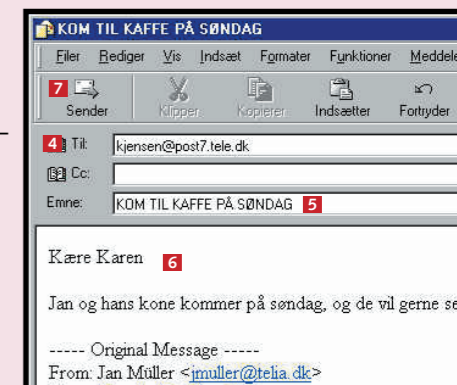 KOM TIL KAFFE PÅ SØNDAG
Filer Rediger Vis Indsæt Formater Funktioner
7
Sender Klipper Kopierer Indsætter Fortryder
4 Til: kjensen@post7.tele.dk
Cc:
Emne: KOM TIL KAFFE PÅ SØNDAG 5
Kære Karen 6
Jan og hans kone kommer på søndag, og de vil gerne
----- Original Message -----
From: Jan Müller <jmuller@telia.dk>